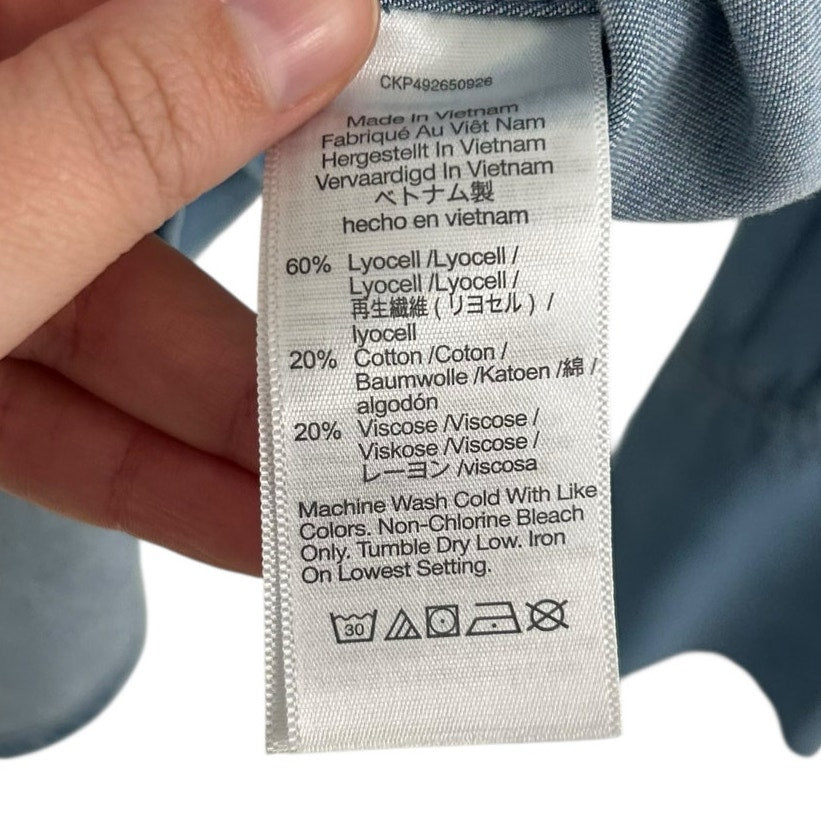 CKP492650926
Made In Vietnam
Fabriqué Au Viêt Nam
Hergestellt In Vietnam
Vervaardigd In Vietnam
ベトナム製
hecho en vietnam
60% Lyocell /Lyocell /
Lyocell /Lyocell /
再生繊維 ( リヨセル ) /
lyocell
20% Cotton /Coton /
Baumwolle /Katoen /綿 /
algodón
20% Viscose /Viscose /
Viskose /Viscose /
レーヨン /viscosa
Machine Wash Cold With Like
Colors. Non-Chlorine Bleach
Only. Tumble Dry Low. Iron
On Lowest Setting.
30